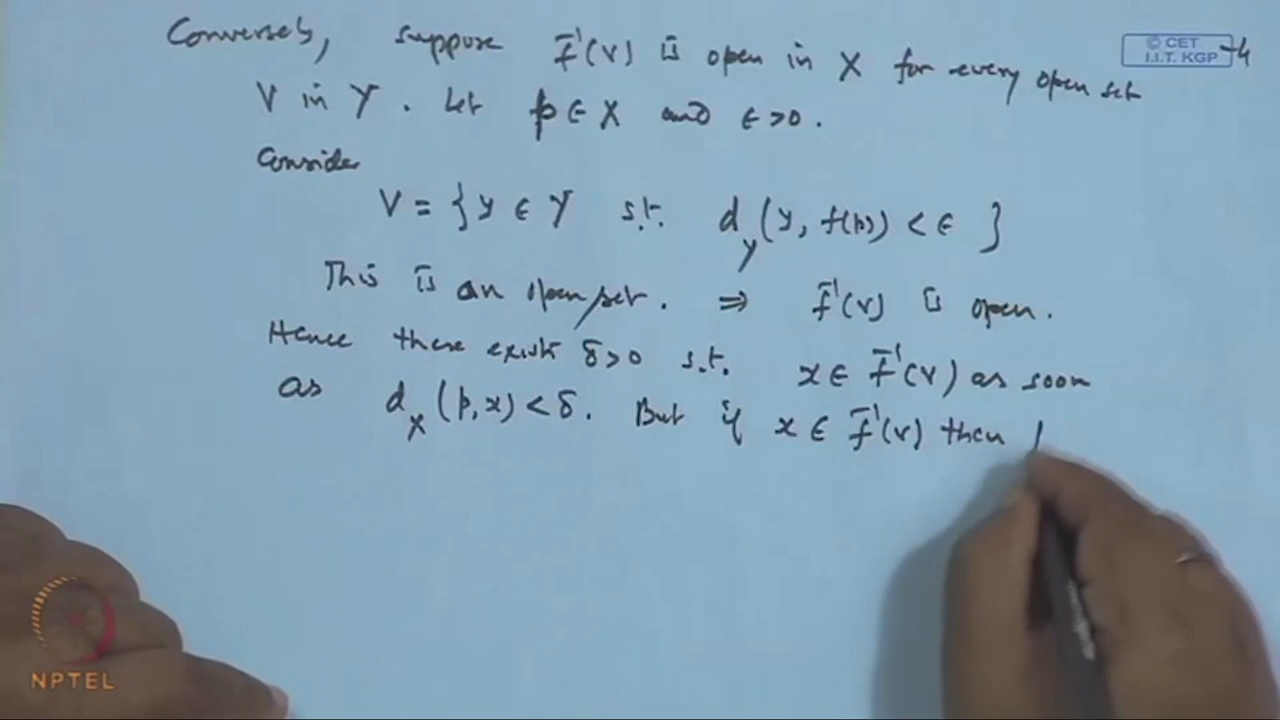 Conversely, suppose f⁻¹(V) is open in X for every open set
© CET
I.I.T. KGP
-4
V in Y. Let p ∈ X and ε > 0.
Consider
V = { y ∈ Y s.t. d_Y (y, f(p)) < ε }
This is an open set. ⇒ f⁻¹(V) is open.
Hence there exist δ > 0 s.t. x ∈ f⁻¹(V) as soon
as d_X (p, x) < δ. But if x ∈ f⁻¹(V) then
NPTEL